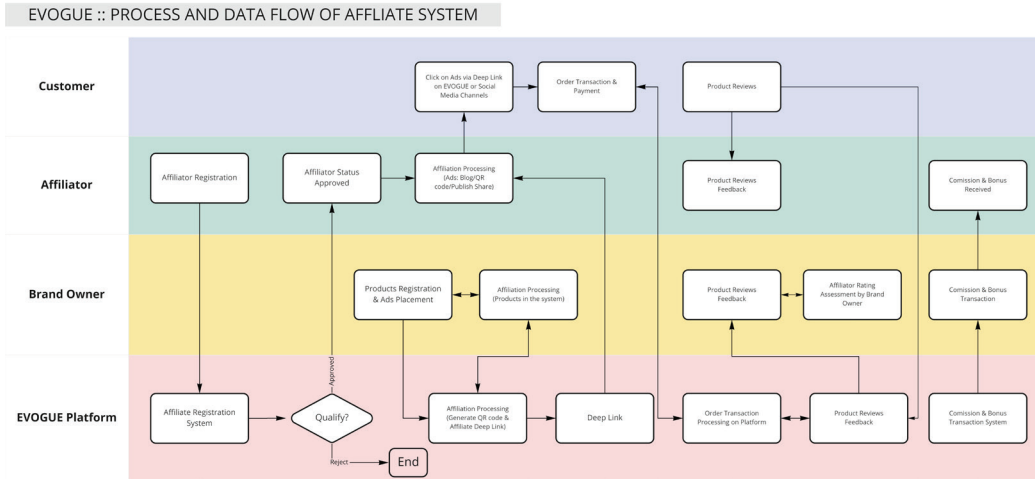 EVOGUE :: PROCESS AND DATA FLOW OF AFFLIATE SYSTEM
Customer
Click on Ads via Deep Link
on EVOGUE or Social
Media Channels
Order Transaction &
Payment
Product Reviews
Affiliator
Affiliator Registration
Affiliator Status
Approved
Affiliation Processing
(Ads: Blog/QR
code/Publish Share)
Product Reviews
Feedback
Comission & Bonus
Received
Brand Owner
Products Registration
& Ads Placement
Affiliation Processing
(Products in the system)
Product Reviews
Feedback
Affiliator Rating
Assessment by Brand
Owner
Comission & Bonus
Transaction
Approved
EVOGUE Platform
Affiliate Registration
System
Qualify?
Affiliation Processing
(Generate QR code &
Affiliate Deep Link)
Deep Link
Order Transaction
Processing on Platform
Product Reviews
Feedback
Comission & Bonus
Transaction System
Reject
End